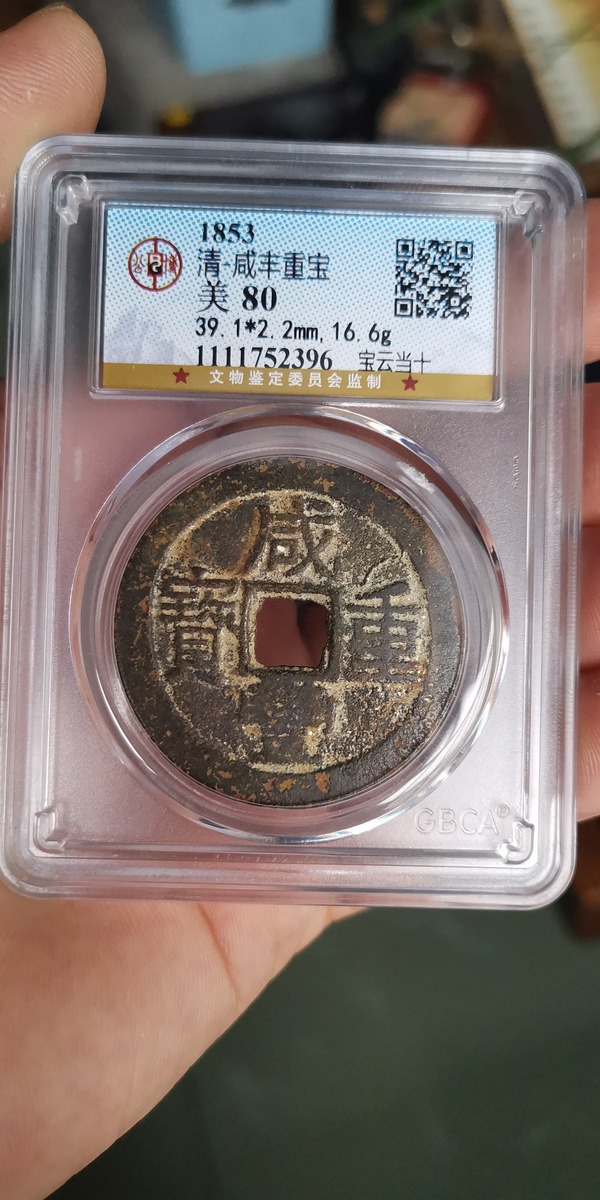 1853
清·咸丰重宝
美 80
39.1*2.2mm,16.6g
1111752396 宝云当十
★ 文物鉴定委员会监制 ★
咸
寶 重
GBCA®